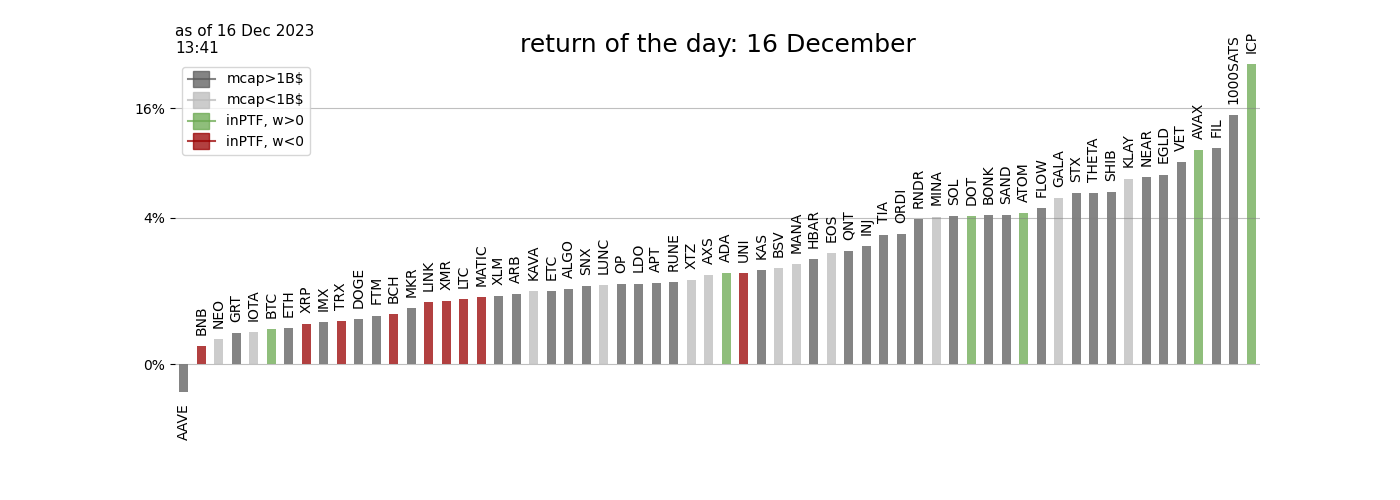 as of 16 Dec 2023
13:41
return of the day: 16 December
mcap>1B$
mcap<1B$
inPTF, w>0
inPTF, w<0
16%
4%
0%
AAVE
BNB
NEO
GRT
IOTA
BTC
ETH
XRP
IMX
TRX
DOGE
FTM
BCH
MKR
LINK
XMR
LTC
MATIC
XLM
ARB
KAVA
ETC
ALGO
SNX
LUNC
OP
LDO
APT
RUNE
XTZ
AXS
ADA
UNI
KAS
BSV
MANA
HBAR
EOS
QNT
INJ
TIA
ORDI
RNDR
MINA
SOL
DOT
BONK
SAND
ATOM
FLOW
GALA
STX
THETA
SHIB
KLAY
NEAR
EGLD
VET
AVAX
FIL
1000SATS
ICP